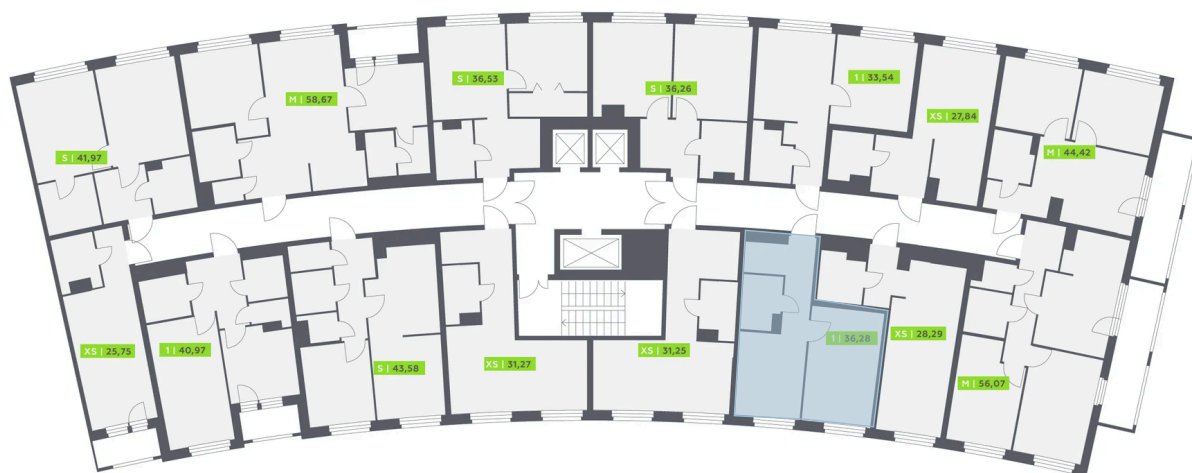 S | 36,53
S | 36,26
1 | 33,54
M | 58,67
XS | 27,84
M | 44,42
S | 41,97
XS | 25,75
1 | 40,97
S | 43,58
XS | 31,27
XS | 31,25
1 | 36,28
XS | 28,29
M | 56,07